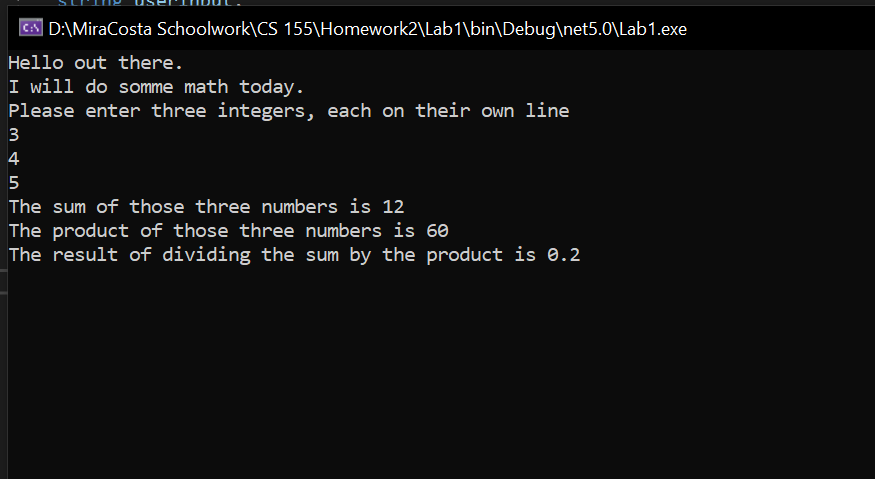 string userInput;
D:\MiraCosta Schoolwork\CS 155\Homework2\Lab1\bin\Debug\net5.0\Lab1.exe
Hello out there.
I will do somme math today.
Please enter three integers, each on their own line
3
4
5
The sum of those three numbers is 12
The product of those three numbers is 60
The result of dividing the sum by the product is 0.2